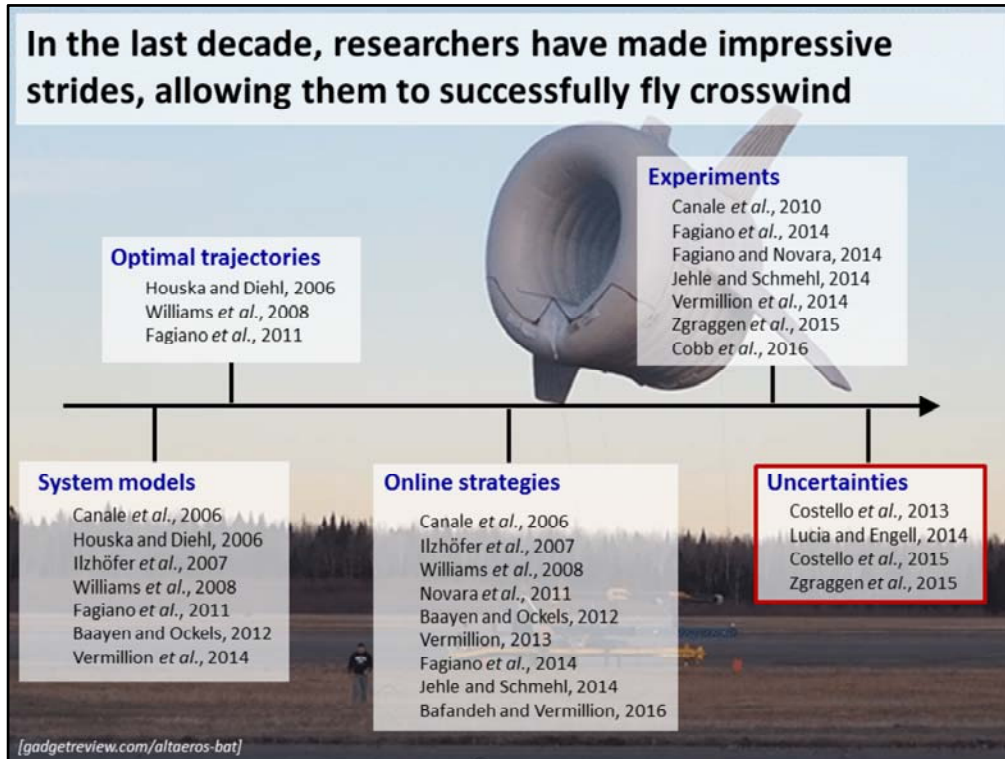 In the last decade, researchers have made impressive
strides, allowing them to successfully fly crosswind
Optimal trajectories
Houska and Diehl, 2006
Williams et al., 2008
Fagiano et al., 2011
Experiments
Canale et al., 2010
Fagiano et al., 2014
Fagiano and Novara, 2014
Jehle and Schmehl, 2014
Vermillion et al., 2014
Zgraggen et al., 2015
Cobb et al., 2016
System models
Canale et al., 2006
Houska and Diehl, 2006
Ilzhöfer et al., 2007
Williams et al., 2008
Fagiano et al., 2011
Baayen and Ockels, 2012
Vermillion et al., 2014
Online strategies
Canale et al., 2006
Ilzhöfer et al., 2007
Williams et al., 2008
Novara et al., 2011
Baayen and Ockels, 2012
Vermillion, 2013
Fagiano et al., 2014
Jehle and Schmehl, 2014
Bafandeh and Vermillion, 2016
Uncertainties
Costello et al., 2013
Lucia and Engell, 2014
Costello et al., 2015
Zgraggen et al., 2015
[gadgetreview.com/altaeros-bat]